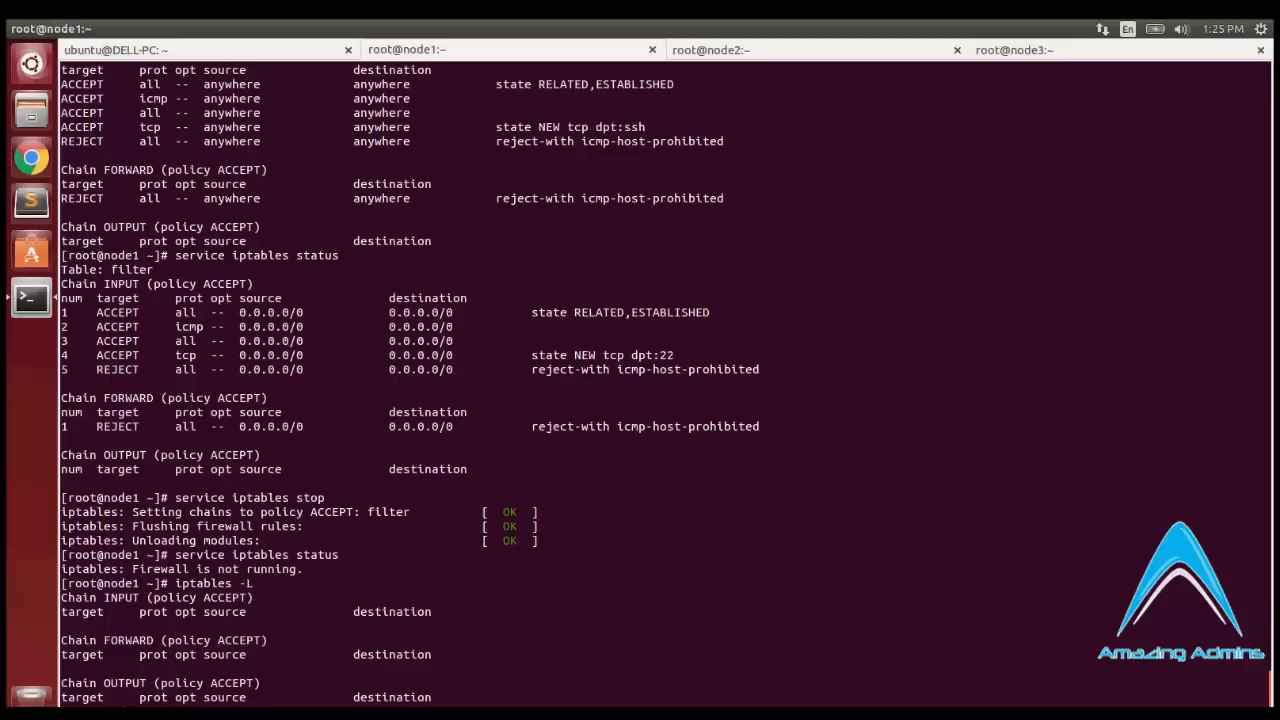 root@node1:~
En
1:25 PM
ubuntu@DELL-PC: ~ × root@node1:~ × root@node2:~ × root@node3:~ ×
target     prot opt source               destination
ACCEPT     all  --  anywhere             anywhere            state RELATED,ESTABLISHED
ACCEPT     icmp --  anywhere             anywhere
ACCEPT     all  --  anywhere             anywhere
ACCEPT     tcp  --  anywhere             anywhere            state NEW tcp dpt:ssh
REJECT     all  --  anywhere             anywhere            reject-with icmp-host-prohibited
Chain FORWARD (policy ACCEPT)
target     prot opt source               destination
REJECT     all  --  anywhere             anywhere            reject-with icmp-host-prohibited
Chain OUTPUT (policy ACCEPT)
target     prot opt source               destination
[root@node1 ~]# service iptables status
Table: filter
Chain INPUT (policy ACCEPT)
num  target     prot opt source               destination
1    ACCEPT     all  --  0.0.0.0/0            0.0.0.0/0           state RELATED,ESTABLISHED
2    ACCEPT     icmp --  0.0.0.0/0            0.0.0.0/0
3    ACCEPT     all  --  0.0.0.0/0            0.0.0.0/0
4    ACCEPT     tcp  --  0.0.0.0/0            0.0.0.0/0           state NEW tcp dpt:22
5    REJECT     all  --  0.0.0.0/0            0.0.0.0/0           reject-with icmp-host-prohibited
Chain FORWARD (policy ACCEPT)
num  target     prot opt source               destination
1    REJECT     all  --  0.0.0.0/0            0.0.0.0/0           reject-with icmp-host-prohibited
Chain OUTPUT (policy ACCEPT)
num  target     prot opt source               destination
[root@node1 ~]# service iptables stop
iptables: Setting chains to policy ACCEPT: filter          [  OK  ]
iptables: Flushing firewall rules:                         [  OK  ]
iptables: Unloading modules:                               [  OK  ]
[root@node1 ~]# service iptables status
iptables: Firewall is not running.
[root@node1 ~]# iptables -L
Chain INPUT (policy ACCEPT)
target     prot opt source               destination
Chain FORWARD (policy ACCEPT)
target     prot opt source               destination
Chain OUTPUT (policy ACCEPT)
target     prot opt source               destination
Amazing Admins